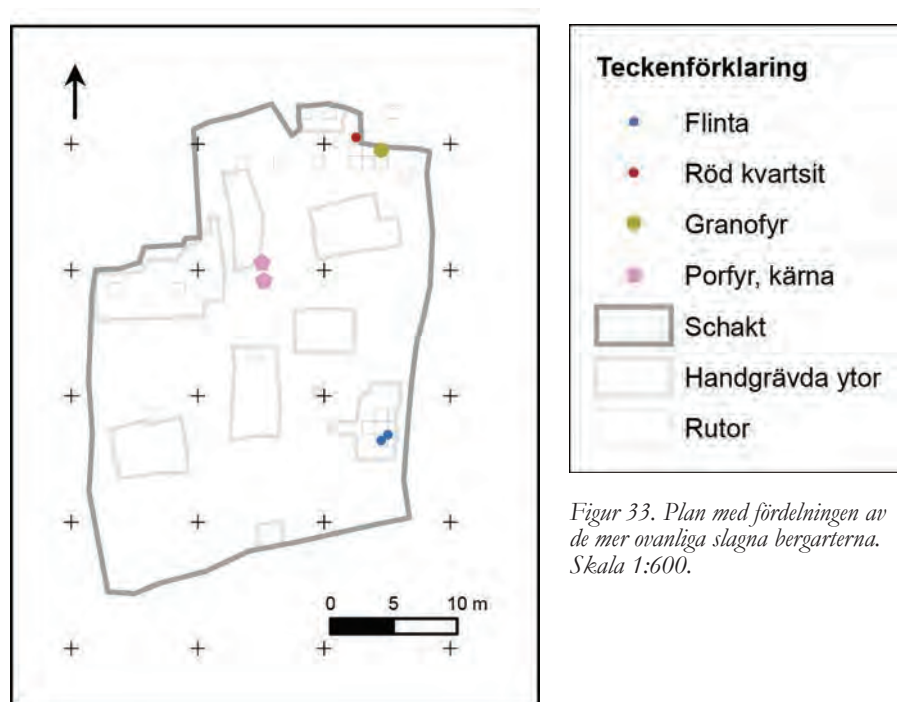 0 5 10 m
Teckenförklaring
Flinta
Röd kvartsit
Granofyr
Porfyr, kärna
Schakt
Handgrävda ytor
Rutor
Figur 33. Plan med fördelningen av
de mer ovanliga slagna bergarterna.
Skala 1:600.